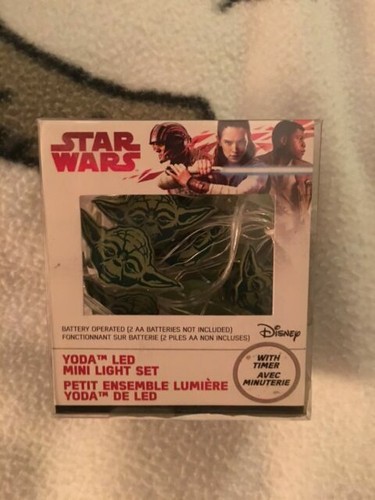 STAR
WARS
BATTERY OPERATED (2 AA BATTERIES NOT INCLUDED)
FONCTIONNANT SUR BATTERIE (2 PILES AA NON INCLUSES)
Disney
YODA™ LED
MINI LIGHT SET
PETIT ENSEMBLE LUMIÈRE
YODA™ DE LED
WITH
TIMER
AVEC
MINUTERIE